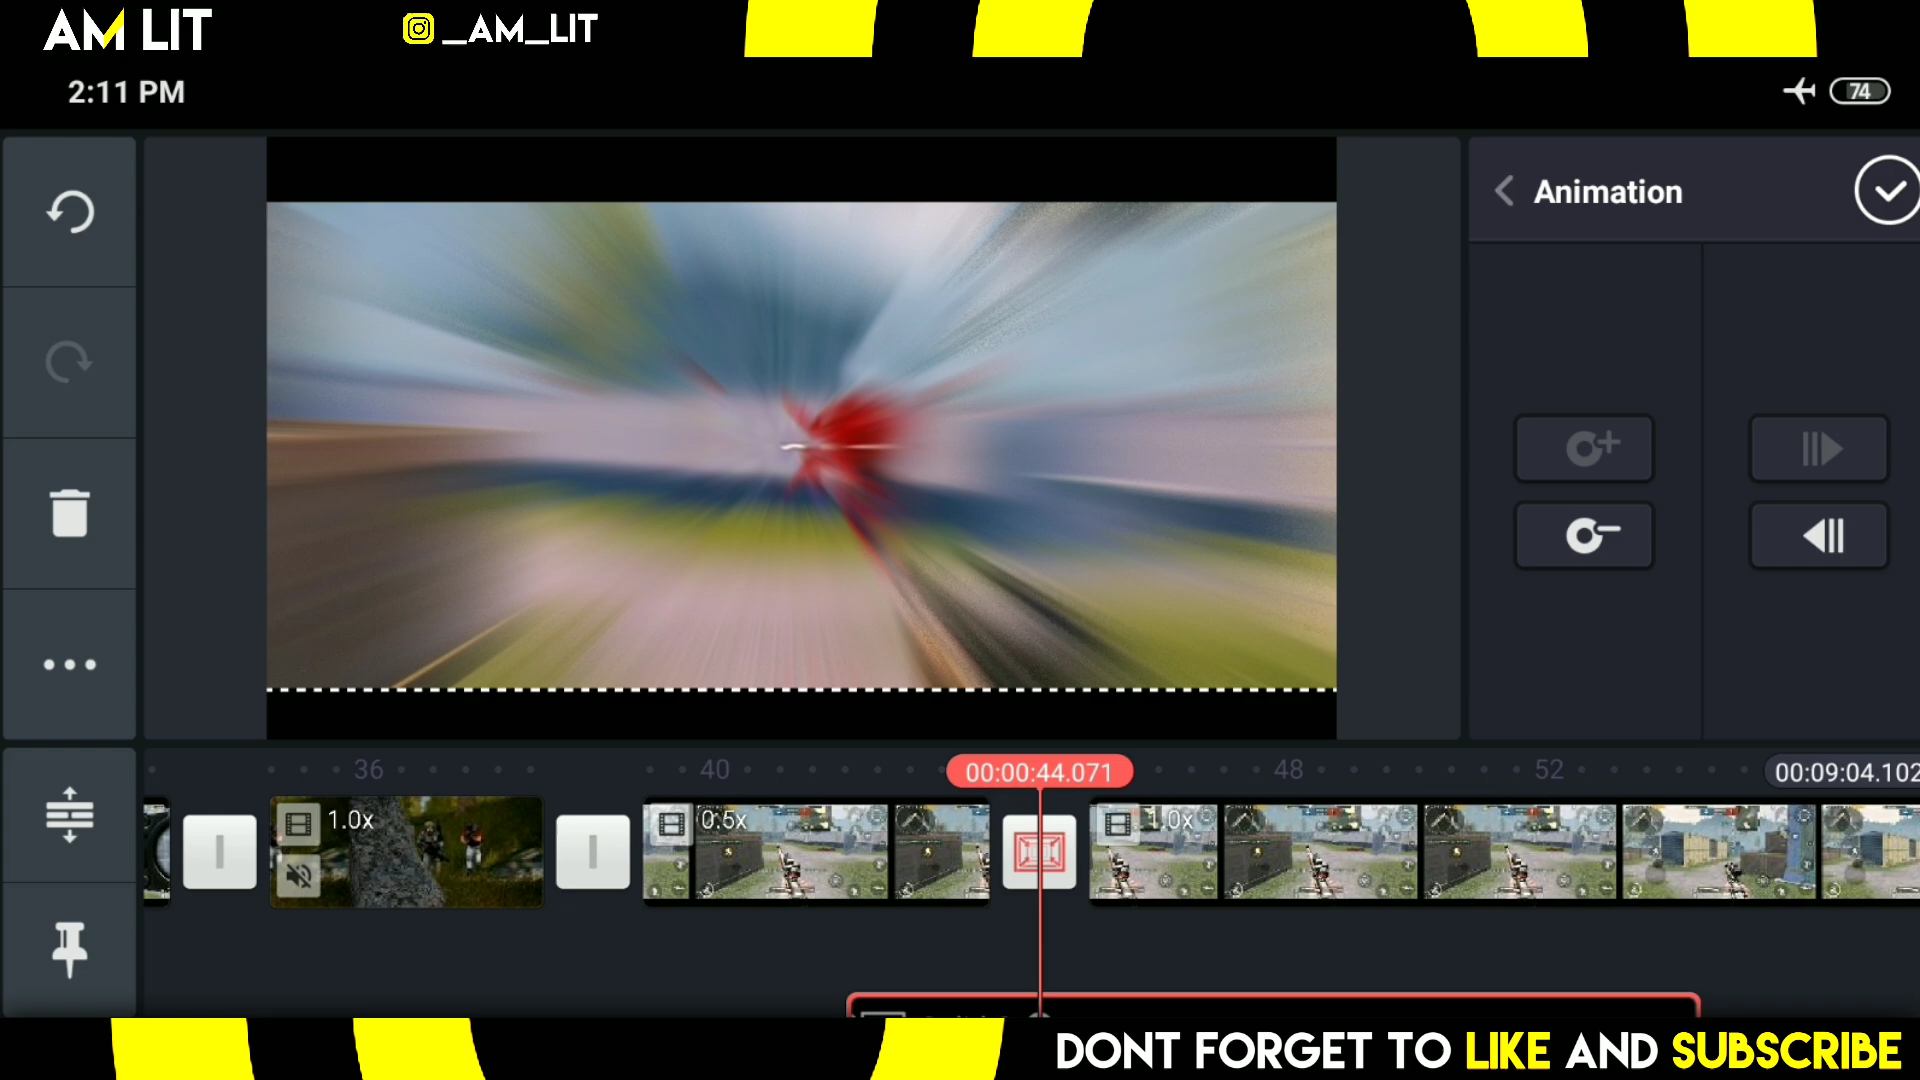 AM LIT
_AM_LIT
2:11 PM
74
Animation
36
40
00:00:44.071
48
52
00:09:04.102
1.0x
0.5x
1.0x
DONT FORGET TO LIKE AND SUBSCRIBE